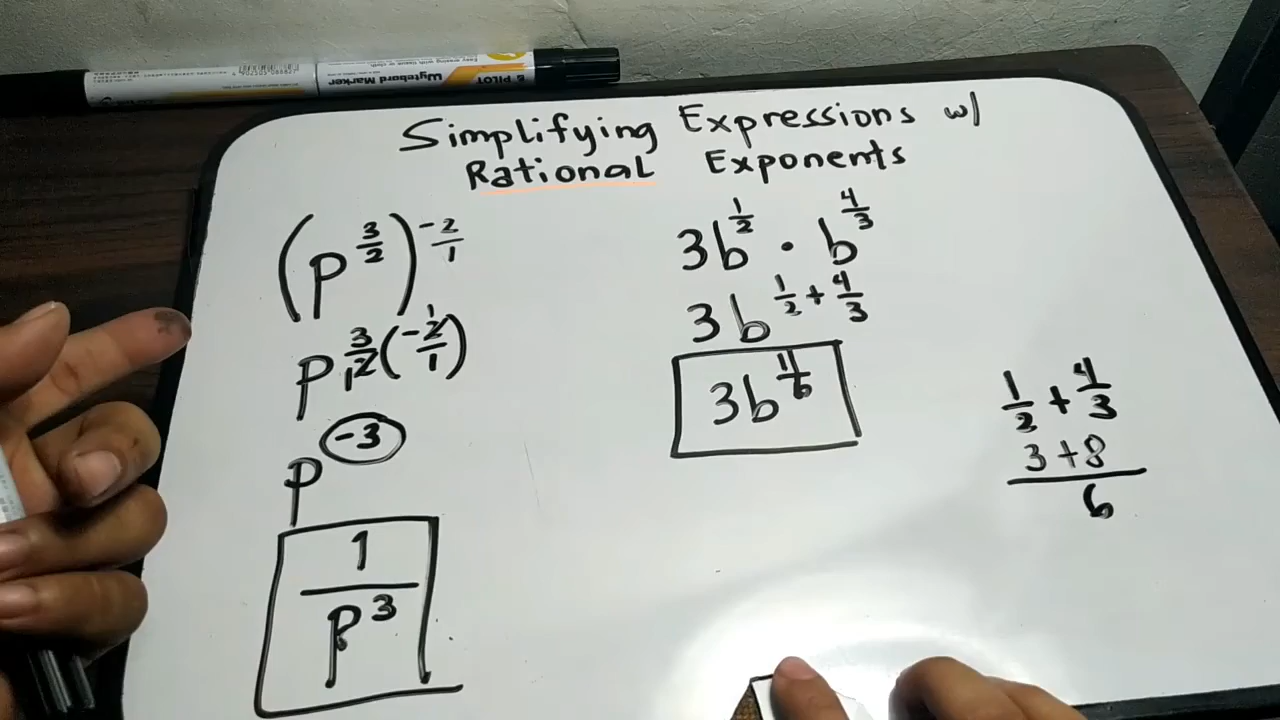 PILOT
Wyteboard Marker
Simplifying Expressions w/
Rational Exponents
(p^(3/2))^(-2/1)
p^(3/2(-2/1))
1 1
p^(-3)
1/p^3
3b^(1/2) · b^(4/3)
3b^(1/2+4/3)
3b^(11/6)
1/2 + 4/3
3+8
6